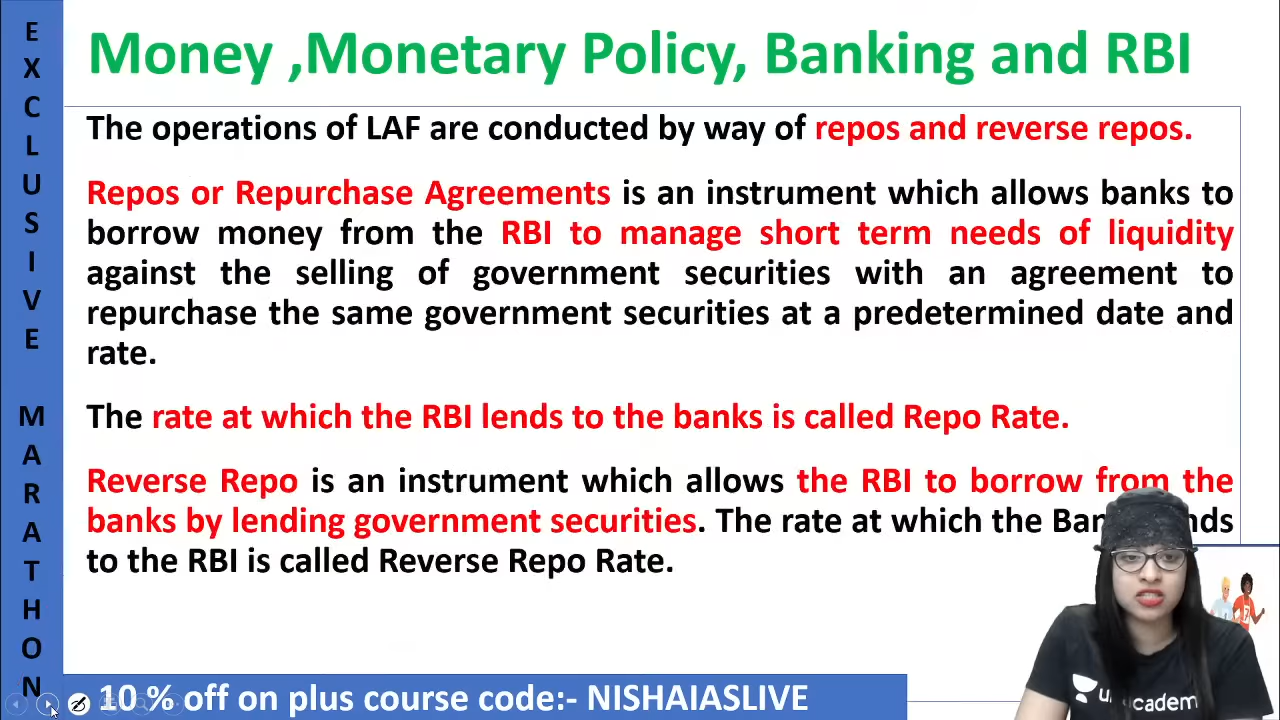 Money ,Monetary Policy, Banking and RBI
The operations of LAF are conducted by way of repos and reverse repos.
Repos or Repurchase Agreements is an instrument which allows banks to
borrow money from the RBI to manage short term needs of liquidity
against the selling of government securities with an agreement to
repurchase the same government securities at a predetermined date and
rate.
The rate at which the RBI lends to the banks is called Repo Rate.
Reverse Repo is an instrument which allows the RBI to borrow from the
banks by lending government securities. The rate at which the
to the RBI is called Reverse Repo Rate.
EXCLUSIVE MARATHON
10 % off on plus course code:- NISHAIASLIVE